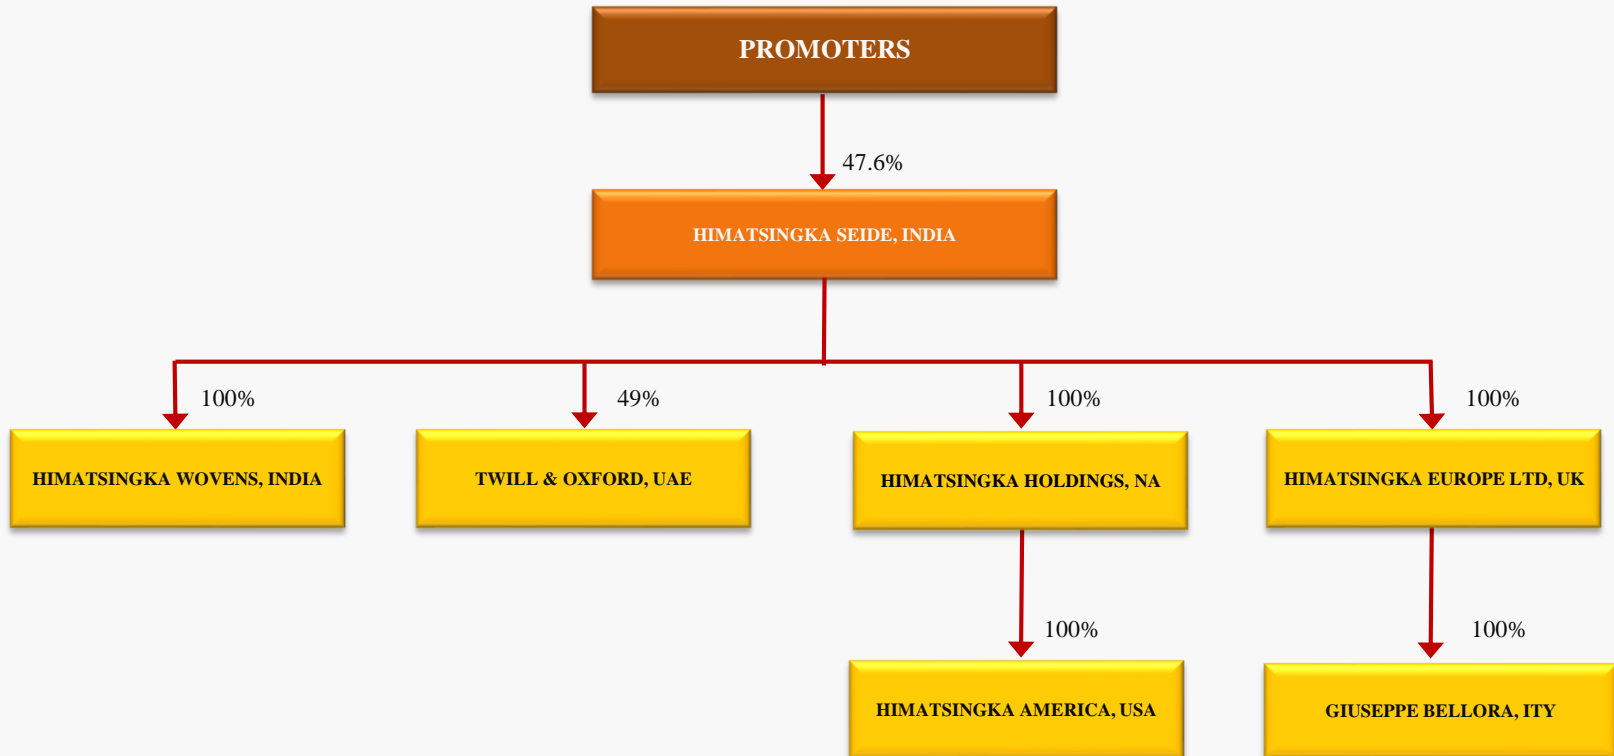 PROMOTERS
47.6%
HIMATSINGKA SEIDE, INDIA
100%
49%
100%
100%
HIMATSINGKA WOVENS, INDIA
TWILL & OXFORD, UAE
HIMATSINGKA HOLDINGS, NA
HIMATSINGKA EUROPE LTD, UK
100%
100%
HIMATSINGKA AMERICA, USA
GIUSEPPE BELLORA, ITY